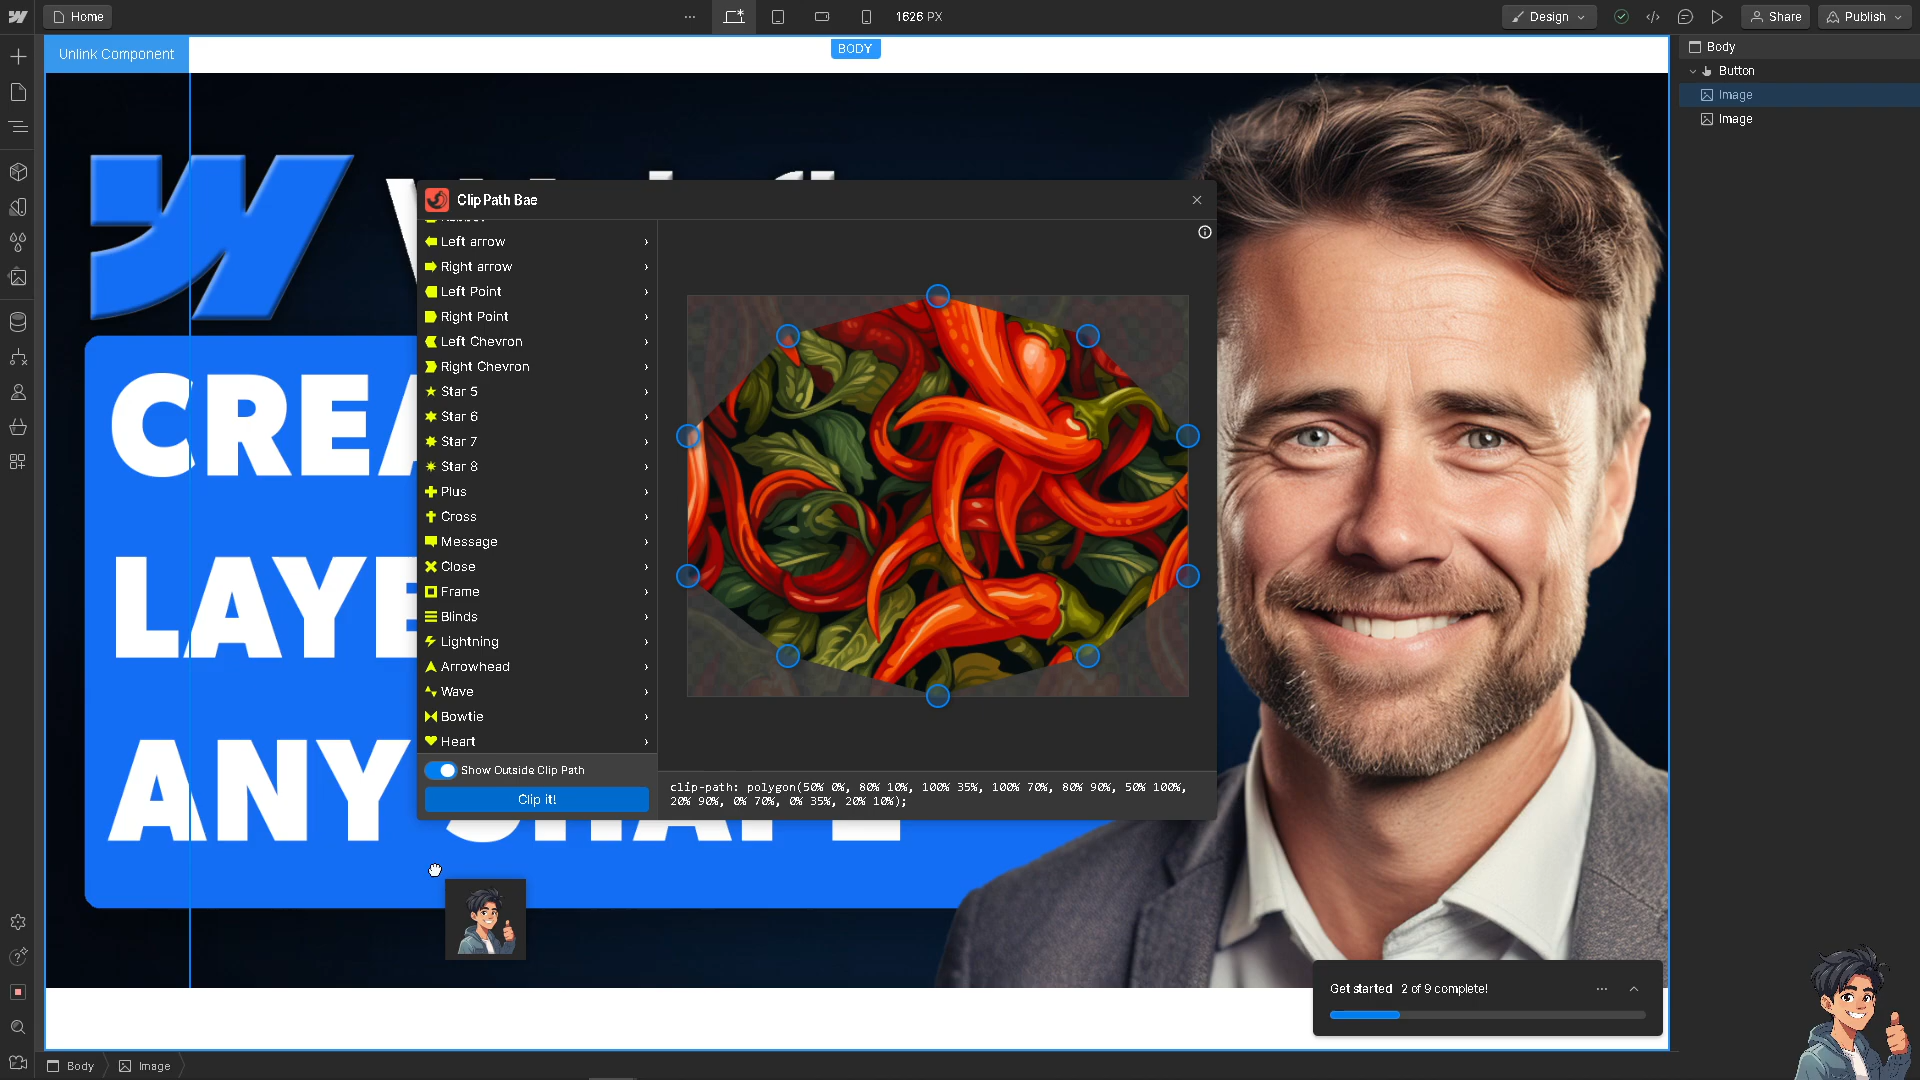 Home
1626 PX
Design
Share
Publish
Unlink Component
BODY
Body
Button
Image
Image
Clip Path Bae
Left arrow
Right arrow
Left Point
Right Point
Left Chevron
Right Chevron
Star 5
Star 6
Star 7
Star 8
Plus
Cross
Message
Close
Frame
Blinds
Lightning
Arrowhead
Wave
Bowtie
Heart
Show Outside Clip Path
Clip it!
clip-path: polygon(50% 0%, 80% 10%, 100% 35%, 100% 70%, 80% 90%, 50% 100%,
20% 90%, 0% 70%, 0% 35%, 20% 10%);
CREA
LAYE
ANY SHAPE
Get started 2 of 9 complete!
Body
Image